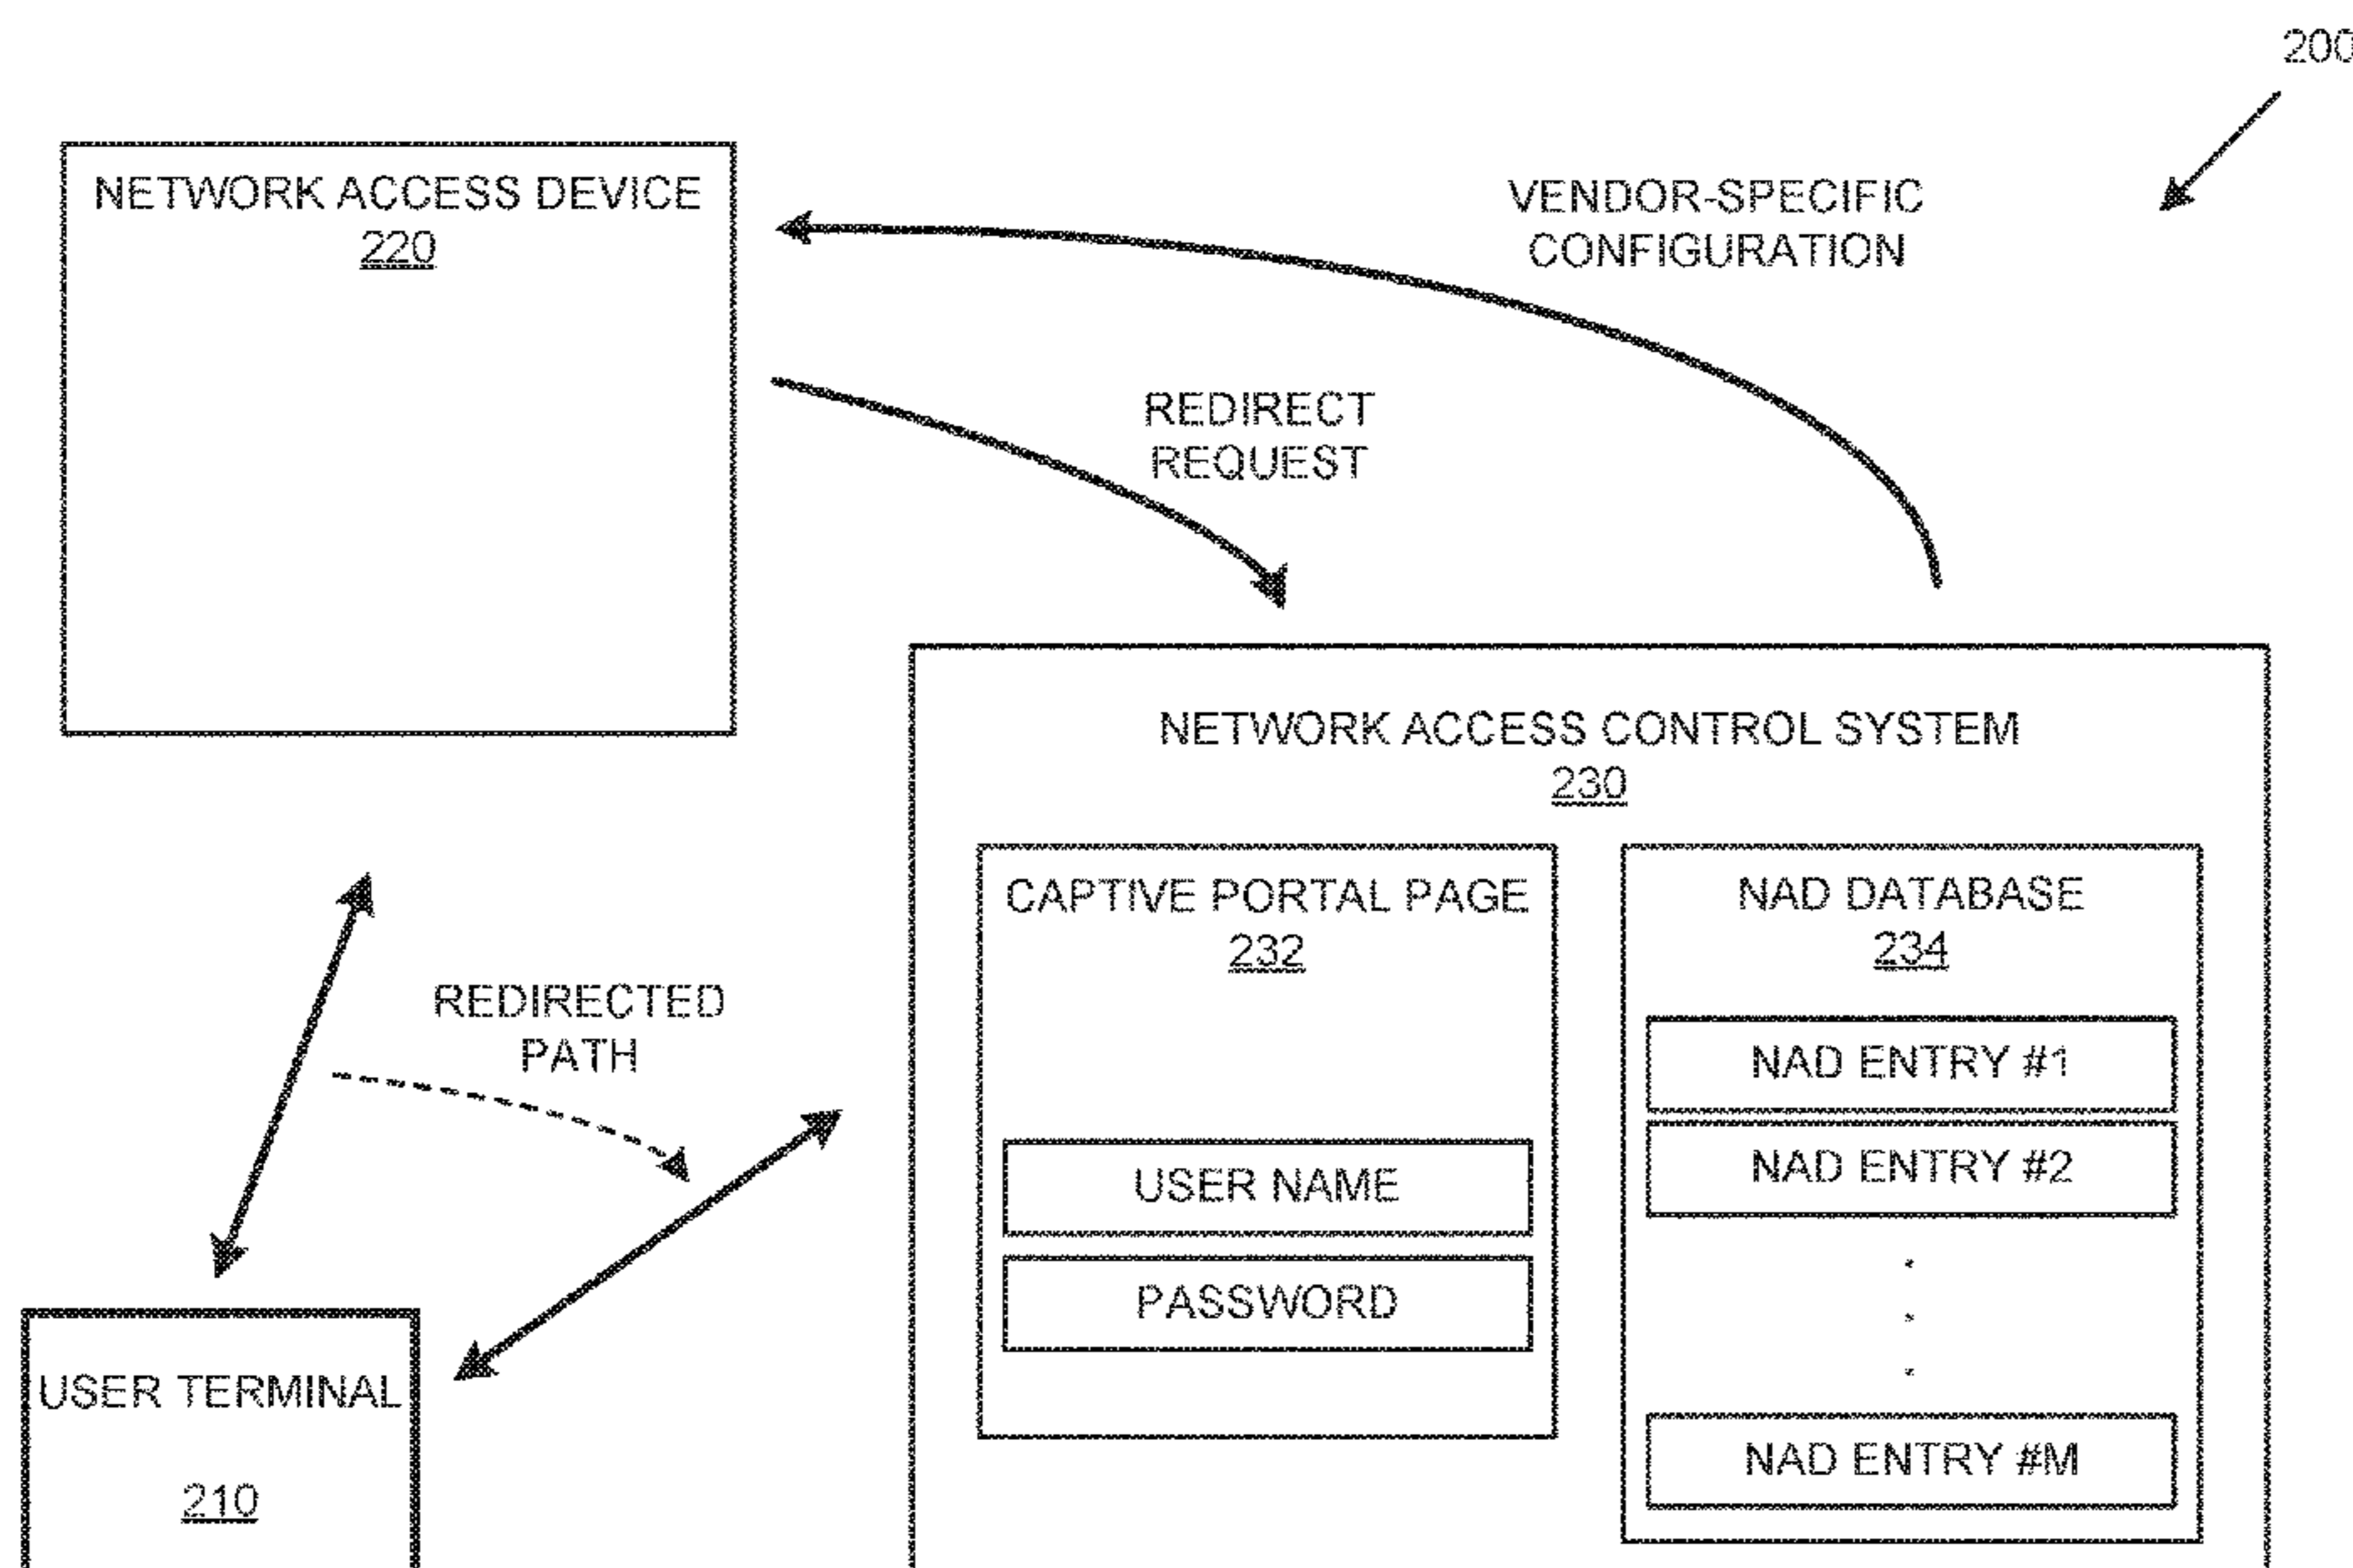 200
NETWORK ACCESS DEVICE
220
VENDOR-SPECIFIC
CONFIGURATION
REDIRECT
REQUEST
NETWORK ACCESS CONTROL SYSTEM
230
CAPTIVE PORTAL PAGE
232
USER NAME
PASSWORD
NAD DATABASE
234
NAD ENTRY #1
NAD ENTRY #2
NAD ENTRY #M
REDIRECTED
PATH
USER TERMINAL
210